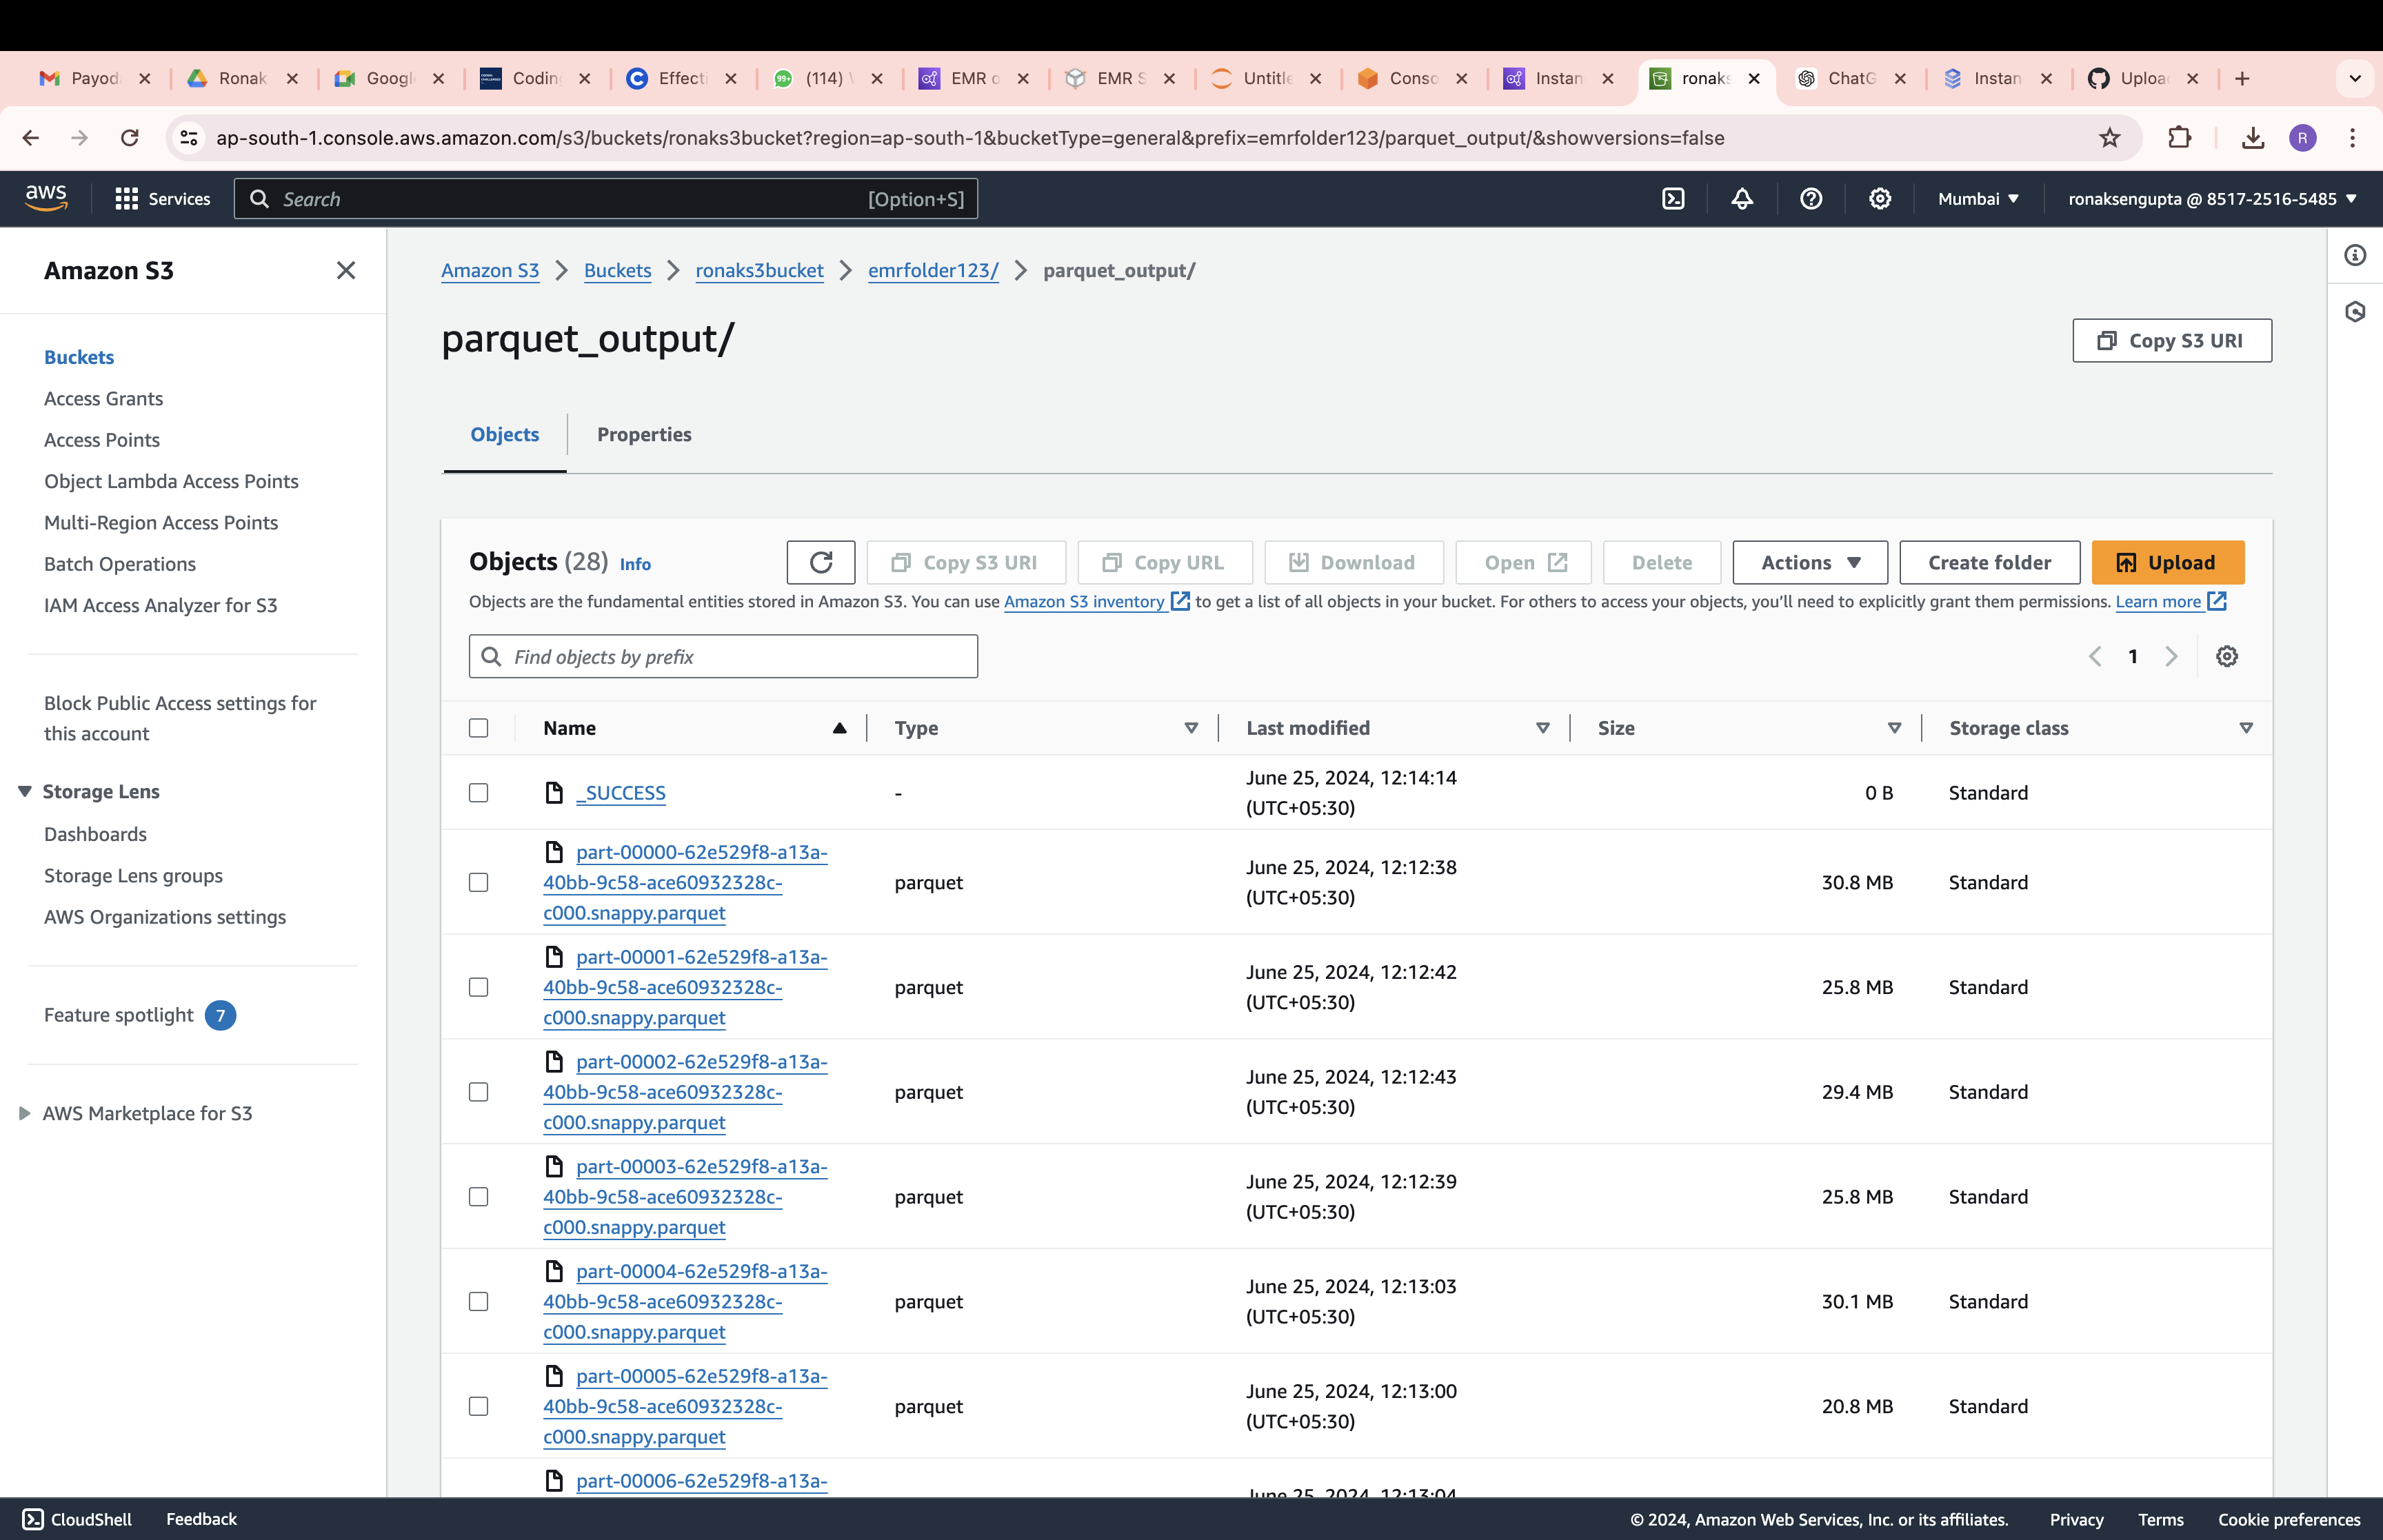 Payod
Ronak
Googl
Coding
Effecti
99+
(114)
EMR o
EMR S
Untitle
Conso
Instan
ronaks
ChatG
Instan
Uploa
ap-south-1.console.aws.amazon.com/s3/buckets/ronaks3bucket?region=ap-south-1&bucketType=general&prefix=emrfolder123/parquet_output/&showversions=false
R
aws
Services
Search
[Option+S]
Mumbai
ronaksengupta @ 8517-2516-5485
Amazon S3
Buckets
Access Grants
Access Points
Object Lambda Access Points
Multi-Region Access Points
Batch Operations
IAM Access Analyzer for S3
Block Public Access settings for
this account
Storage Lens
Dashboards
Storage Lens groups
AWS Organizations settings
Feature spotlight 7
AWS Marketplace for S3
Amazon S3 > Buckets > ronaks3bucket > emrfolder123/ > parquet_output/
parquet_output/
Copy S3 URI
Objects
Properties
Objects (28) Info
Copy S3 URI
Copy URL
Download
Open
Delete
Actions
Create folder
Upload
Objects are the fundamental entities stored in Amazon S3. You can use Amazon S3 inventory to get a list of all objects in your bucket. For others to access your objects, you'll need to explicitly grant them permissions. Learn more
Find objects by prefix
1
Name
Type
Last modified
Size
Storage class
_SUCCESS
-
June 25, 2024, 12:14:14
(UTC+05:30)
0 B
Standard
part-00000-62e529f8-a13a-
40bb-9c58-ace60932328c-
c000.snappy.parquet
parquet
June 25, 2024, 12:12:38
(UTC+05:30)
30.8 MB
Standard
part-00001-62e529f8-a13a-
40bb-9c58-ace60932328c-
c000.snappy.parquet
parquet
June 25, 2024, 12:12:42
(UTC+05:30)
25.8 MB
Standard
part-00002-62e529f8-a13a-
40bb-9c58-ace60932328c-
c000.snappy.parquet
parquet
June 25, 2024, 12:12:43
(UTC+05:30)
29.4 MB
Standard
part-00003-62e529f8-a13a-
40bb-9c58-ace60932328c-
c000.snappy.parquet
parquet
June 25, 2024, 12:12:39
(UTC+05:30)
25.8 MB
Standard
part-00004-62e529f8-a13a-
40bb-9c58-ace60932328c-
c000.snappy.parquet
parquet
June 25, 2024, 12:13:03
(UTC+05:30)
30.1 MB
Standard
part-00005-62e529f8-a13a-
40bb-9c58-ace60932328c-
c000.snappy.parquet
parquet
June 25, 2024, 12:13:00
(UTC+05:30)
20.8 MB
Standard
part-00006-62e529f8-a13a-
June 25, 2024, 12:13:04
CloudShell
Feedback
© 2024, Amazon Web Services, Inc. or its affiliates.
Privacy
Terms
Cookie preferences